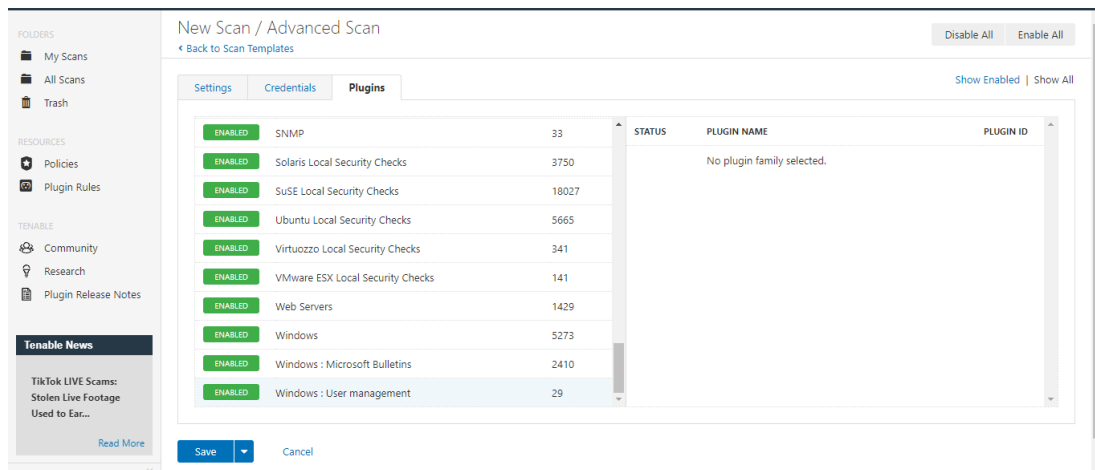 FOLDERS
My Scans
All Scans
Trash
RESOURCES
Policies
Plugin Rules
TENABLE
Community
Research
Plugin Release Notes
Tenable News
TikTok LIVE Scams:
Stolen Live Footage
Used to Ear...
Read More
New Scan / Advanced Scan
Back to Scan Templates
Disable All Enable All
Settings Credentials Plugins
Show Enabled | Show All
ENABLED SNMP 33
ENABLED Solaris Local Security Checks 3750
ENABLED SuSE Local Security Checks 18027
ENABLED Ubuntu Local Security Checks 5665
ENABLED Virtuozzo Local Security Checks 341
ENABLED VMware ESX Local Security Checks 141
ENABLED Web Servers 1429
ENABLED Windows 5273
ENABLED Windows : Microsoft Bulletins 2410
ENABLED Windows : User management 29
STATUS PLUGIN NAME PLUGIN ID
No plugin family selected.
Save Cancel